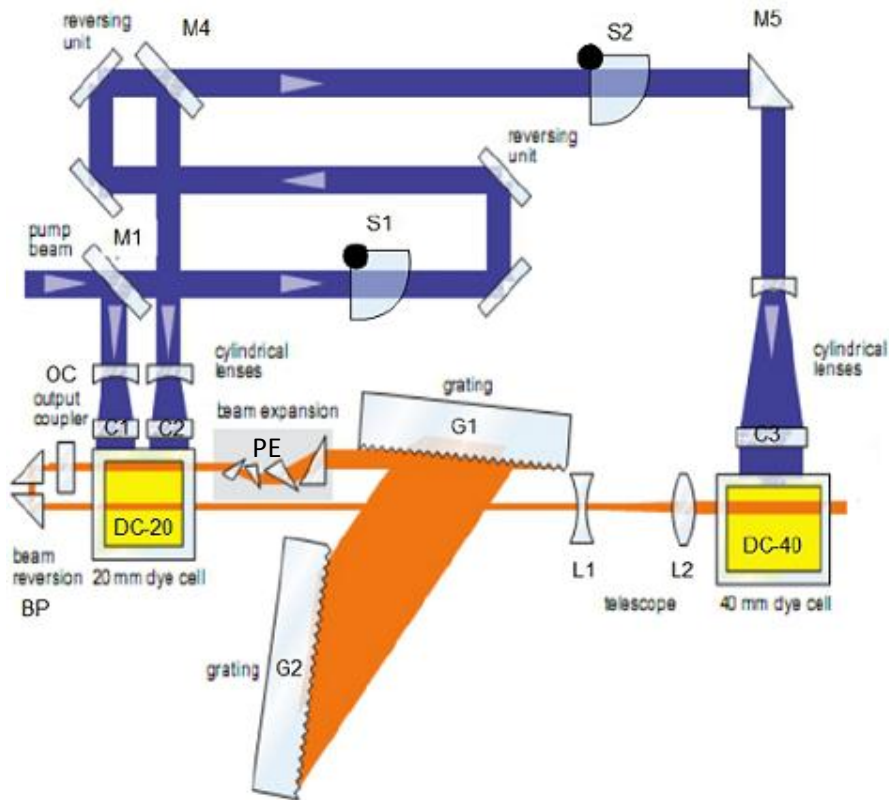 reversing
unit
M4
S2
M5
reversing
unit
pump
beam
M1
S1
OC
output
coupler
cylindrical
lenses
beam expansion
PE
grating
G1
cylindrical
lenses
C1
C2
C3
DC-20
DC-40
beam
reversion
20 mm dye cell
BP
L1
L2
telescope
40 mm dye cell
grating
G2